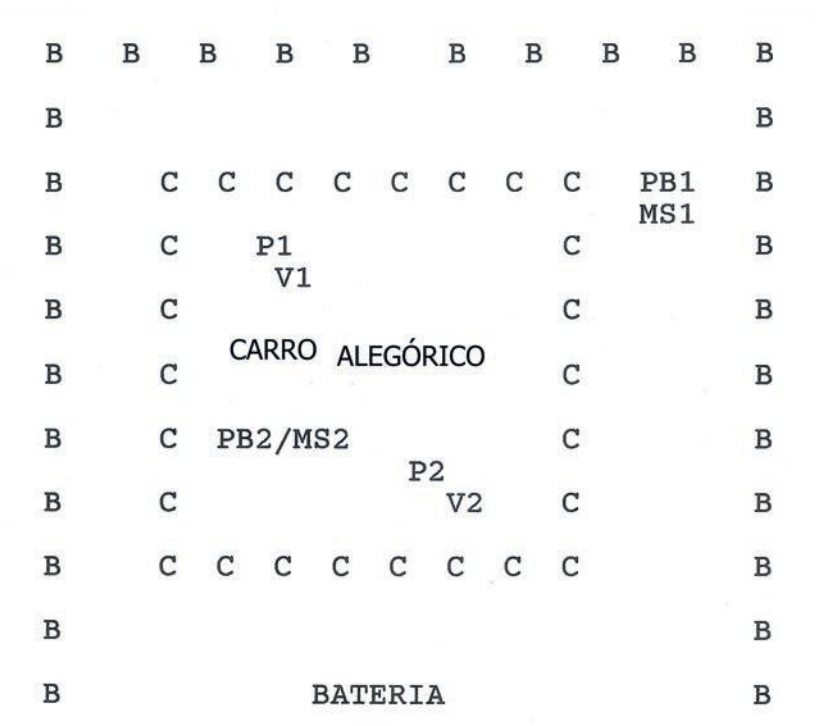 B B B B B B B B B B
B B
B C C C C C C C C PB1 B
MS1
B C P1 C B
V1
B C C B
CARRO ALEGÓRICO
B C C B
B C PB2/MS2 C B
P2
B C V2 C B
B C C C C C C C C B
B B
B BATERIA B